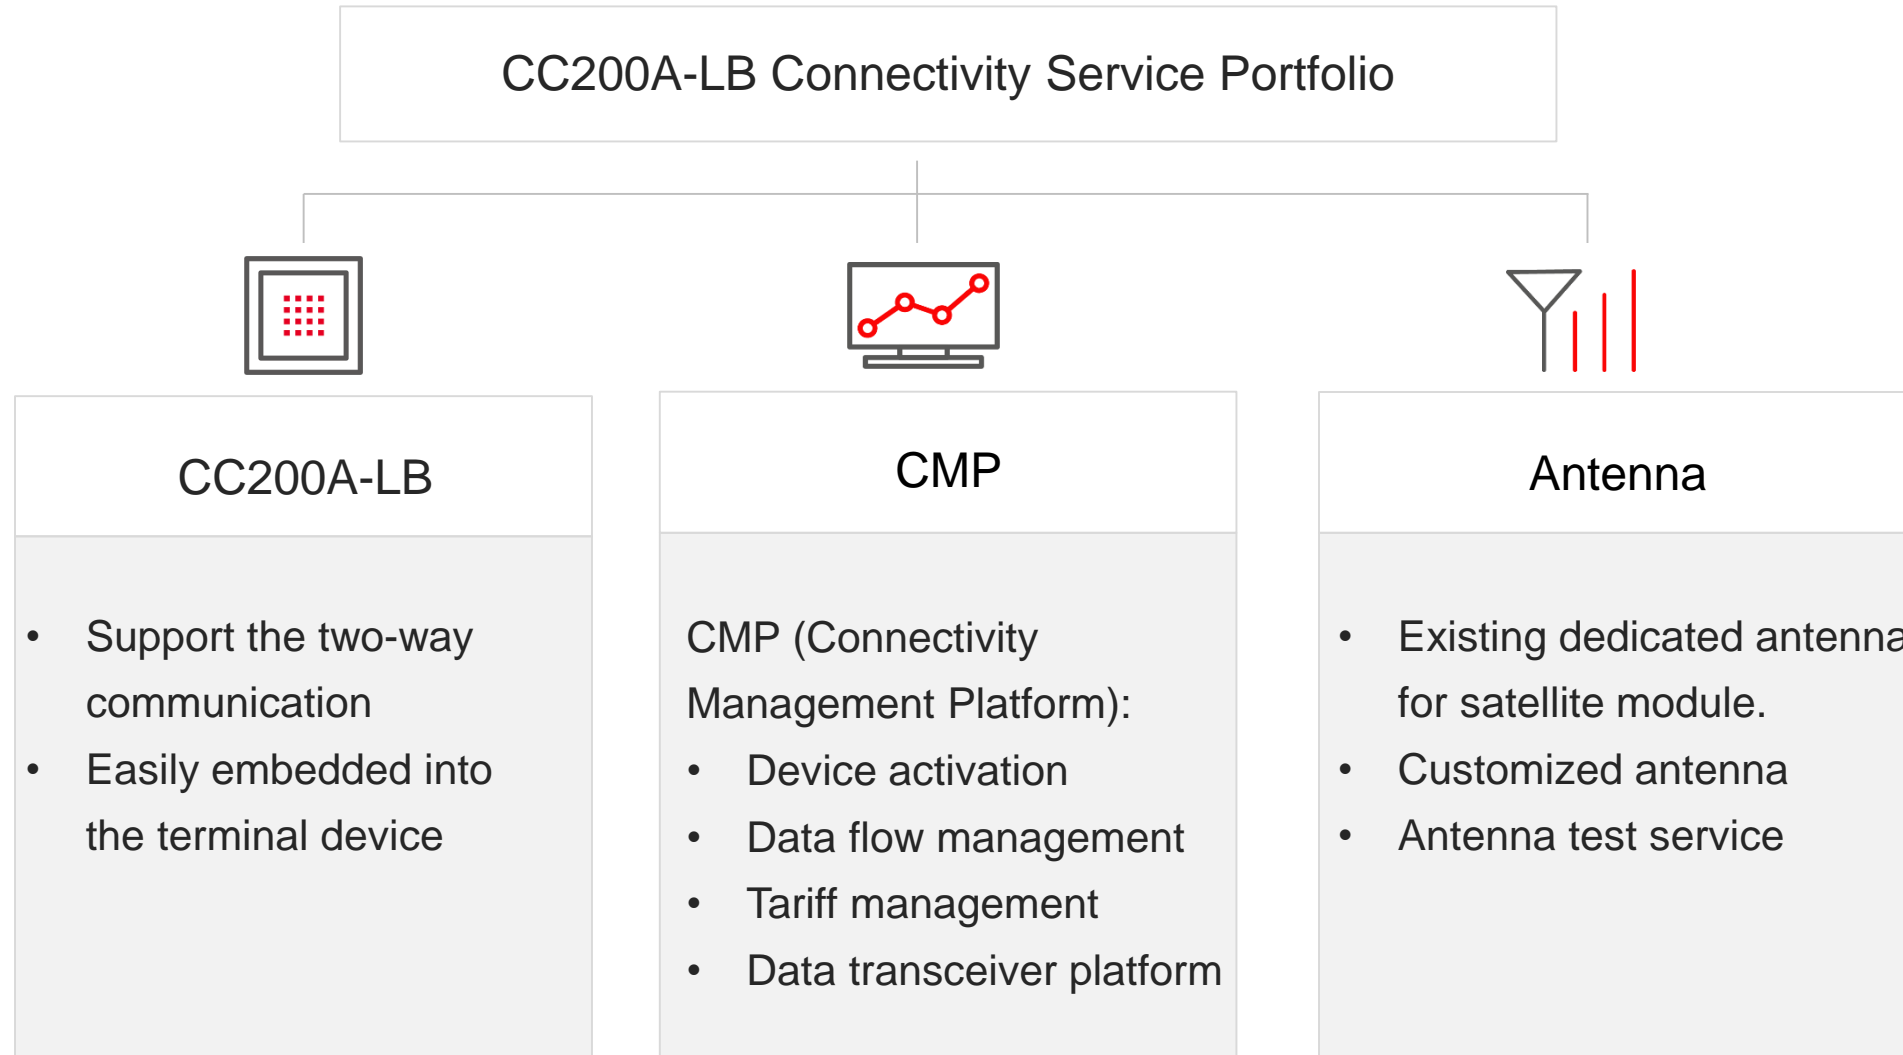 CC200A-LB Connectivity Service Portfolio
CC200A-LB
• Support the two-way
communication
• Easily embedded into
the terminal device
CMP
CMP (Connectivity
Management Platform):
• Device activation
• Data flow management
• Tariff management
• Data transceiver platform
Antenna
• Existing dedicated antenna
for satellite module.
• Customized antenna
• Antenna test service